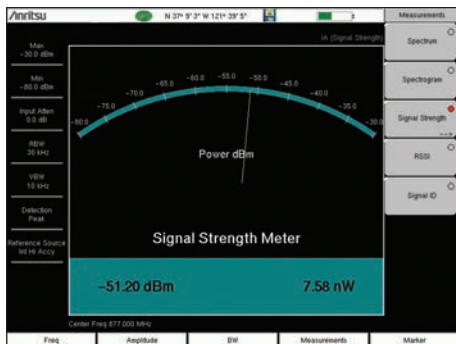 /inritsu N 37° 9' 3" W 121° 39' 5"
IA (Signal Strength)
Max
-30.0 dBm
Min
-80.0 dBm
Input Atten
0.0 dB
RBW
30 kHz
VBW
10 kHz
Detection
Peak
Reference Source
Int Hi Accy
-80.0 -75.0 -70.0 -65.0 -60.0 -55.0 -50.0 -45.0 -40.0 -35.0 -30.0
Power dBm
Signal Strength Meter
-51.20 dBm 7.58 nW
Center Freq 877.000 MHz
Measurements
Spectrum
Spectrogram
Signal Strength
-->
RSSI
Signal ID
Freq Amplitude BW Measurements Marker